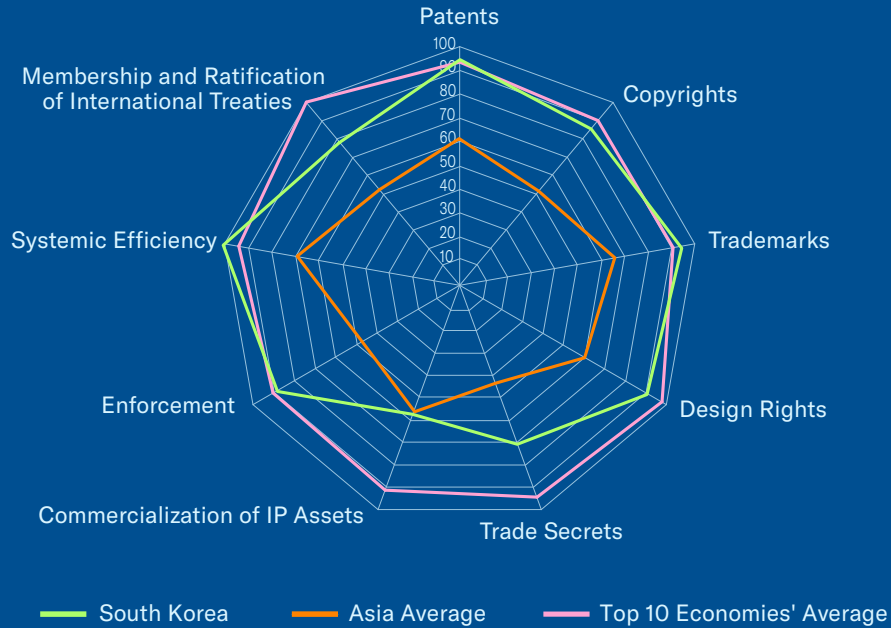 Patents
100
90
80
70
60
50
40
30
20
10
Membership and Ratification
of International Treaties
Copyrights
Systemic Efficiency
Trademarks
Enforcement
Design Rights
Commercialization of IP Assets
Trade Secrets
South Korea
Asia Average
Top 10 Economies' Average